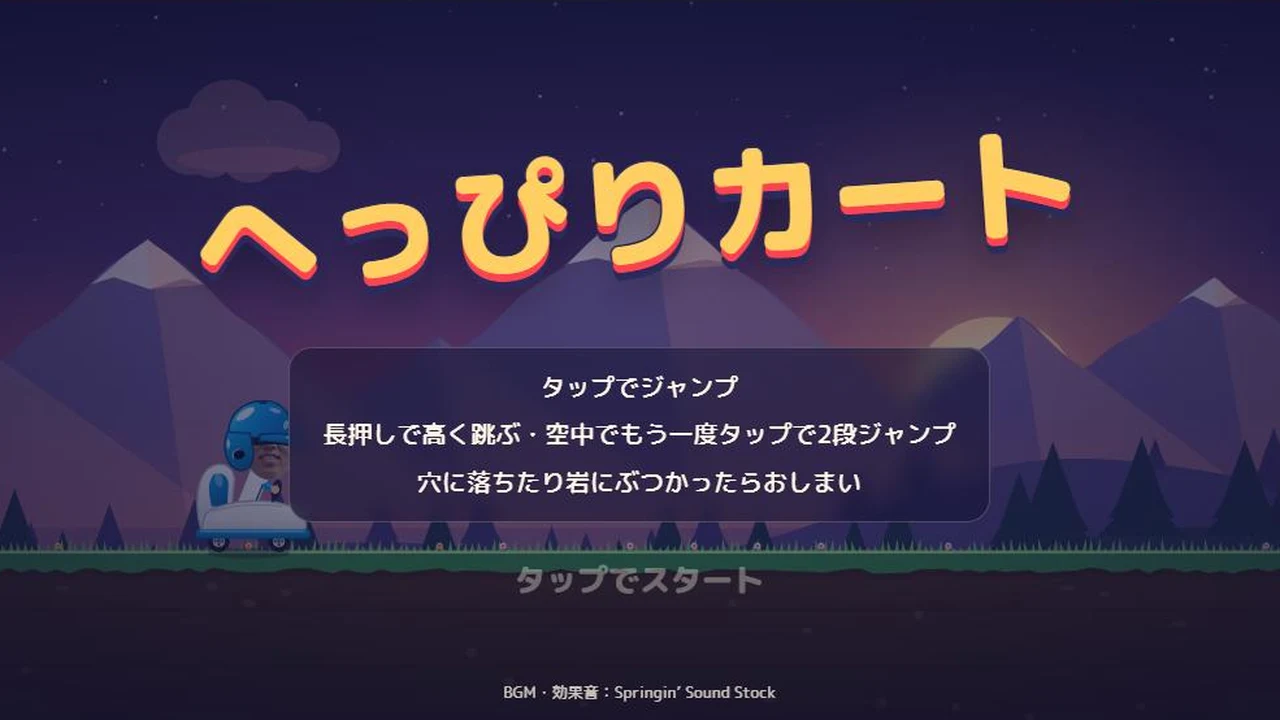 へっぴりカート
タップでジャンプ
長押しで高く跳ぶ・空中でもう一度タップで2段ジャンプ
穴に落ちたり岩にぶつかったらおしまい
タップでスタート
BGM・効果音：Springin’ Sound Stock